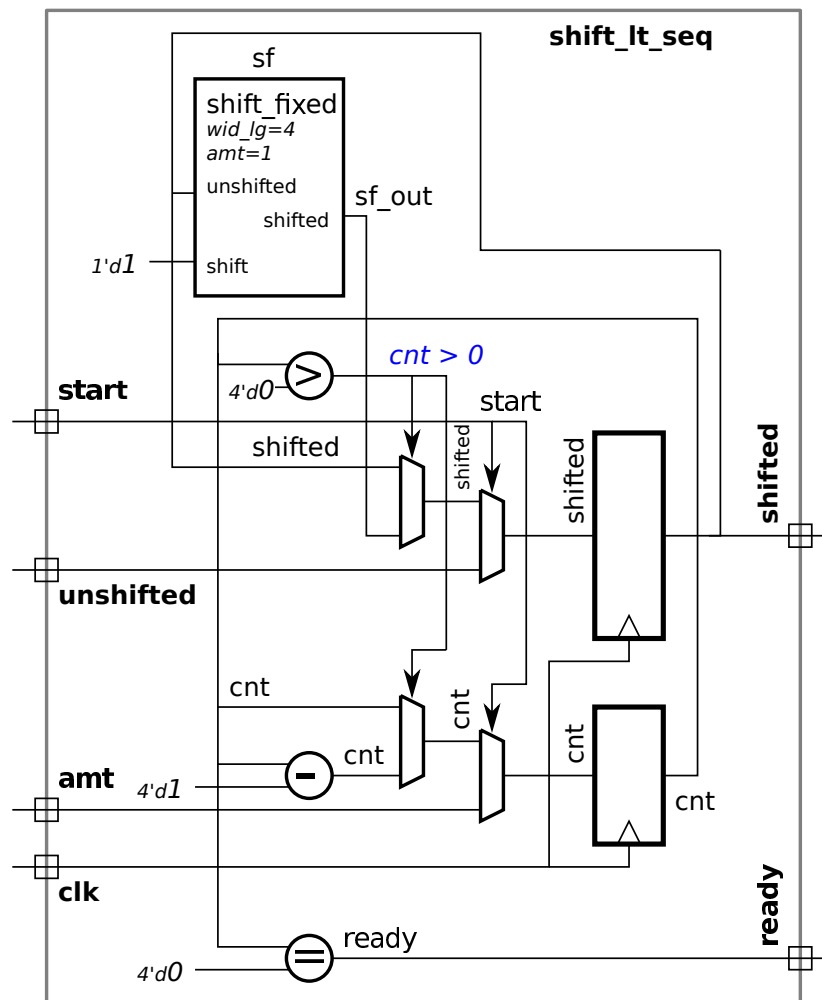 shift_lt_seq
sf
shift_fixed
wid_lg=4
amt=1
unshifted
sf_out
shifted
1'd1
shift
cnt > 0
>
4'd0
start
start
shifted
shifted
shifted
shifted
unshifted
cnt
cnt
cnt
cnt
-
amt
4'd1
cnt
clk
ready
ready
=
4'd0